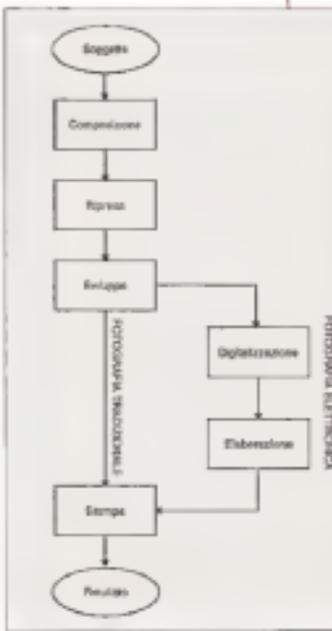 Soggetto
Composizione
Ripresa
Sviluppo
FOTOGRAFIA TRADIZIONALE
Digitalizzazione
FOTOGRAFIA ELETTRONICA
Elaborazione
Stampa
Risultato